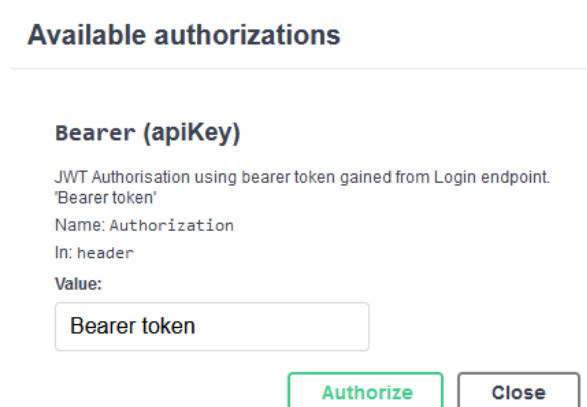 Available authorizations
Bearer (apiKey)
JWT Authorisation using bearer token gained from Login endpoint.
'Bearer token'
Name: Authorization
In: header
Value:
Bearer token
Authorize Close